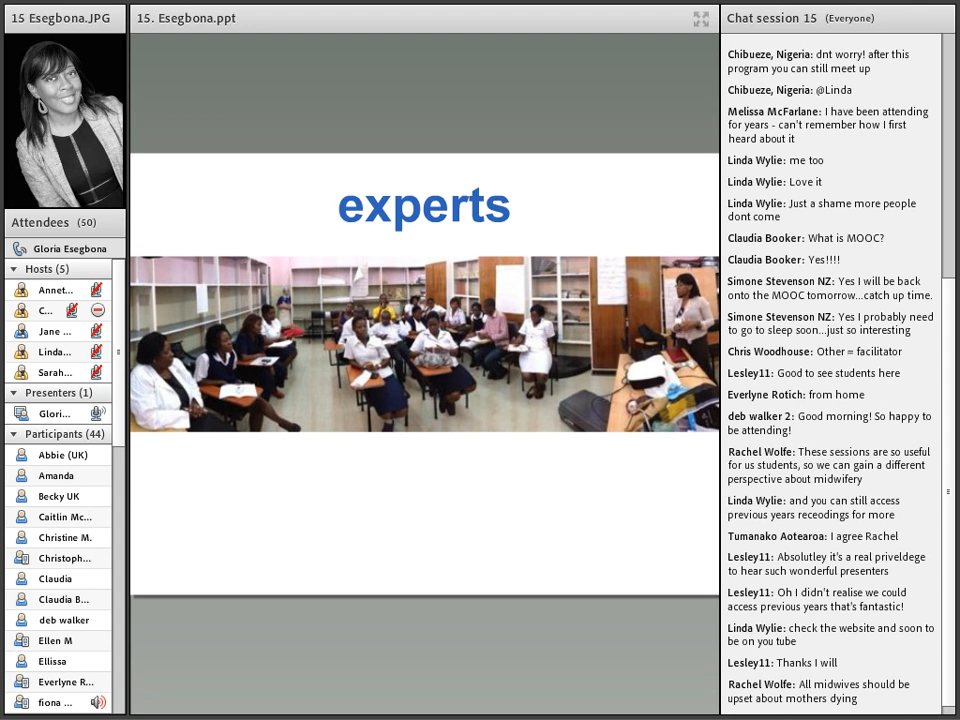 15 Esegbona.JPG
Attendees (50)
Gloria Esegbona
Hosts (5)
Annet...
C...
Jane ...
Linda...
Sarah...
Presenters (1)
Glori...
Participants (44)
Abbie (UK)
Amanda
Becky UK
Caitlin Mc...
Christine M.
Christoph...
Claudia
Claudia B...
deb walker
Ellen M
Ellissa
Everlyne R...
fiona ...
15. Esegbona.ppt
experts
Chat session 15 (Everyone)
Chibueze, Nigeria: dnt worry! after this
program you can still meet up
Chibueze, Nigeria: @Linda
Melissa McFarlane: I have been attending
for years - can't remember how I first
heard about it
Linda Wylie: me too
Linda Wylie: Love it
Linda Wylie: Just a shame more people
dont come
Claudia Booker: What is MOOC?
Claudia Booker: Yes!!!!
Simone Stevenson NZ: Yes I will be back
onto the MOOC tomorrow...catch up time.
Simone Stevenson NZ: Yes I probably need
to go to sleep soon...just so interesting
Chris Woodhouse: Other = facilitator
Lesley11: Good to see students here
Everlyne Rotich: from home
deb walker 2: Good morning! So happy to
be attending!
Rachel Wolfe: These sessions are so useful
for us students, so we can gain a different
perspective about midwifery
Linda Wylie: and you can still access
previous years receodings for more
Tumanako Aotearoa: I agree Rachel
Lesley11: Absolutley it's a real priveldege
to hear such wonderful presenters
Lesley11: Oh I didn't realise we could
access previous years that's fantastic!
Linda Wylie: check the website and soon to
be on you tube
Lesley11: Thanks I will
Rachel Wolfe: All midwives should be
upset about mothers dying